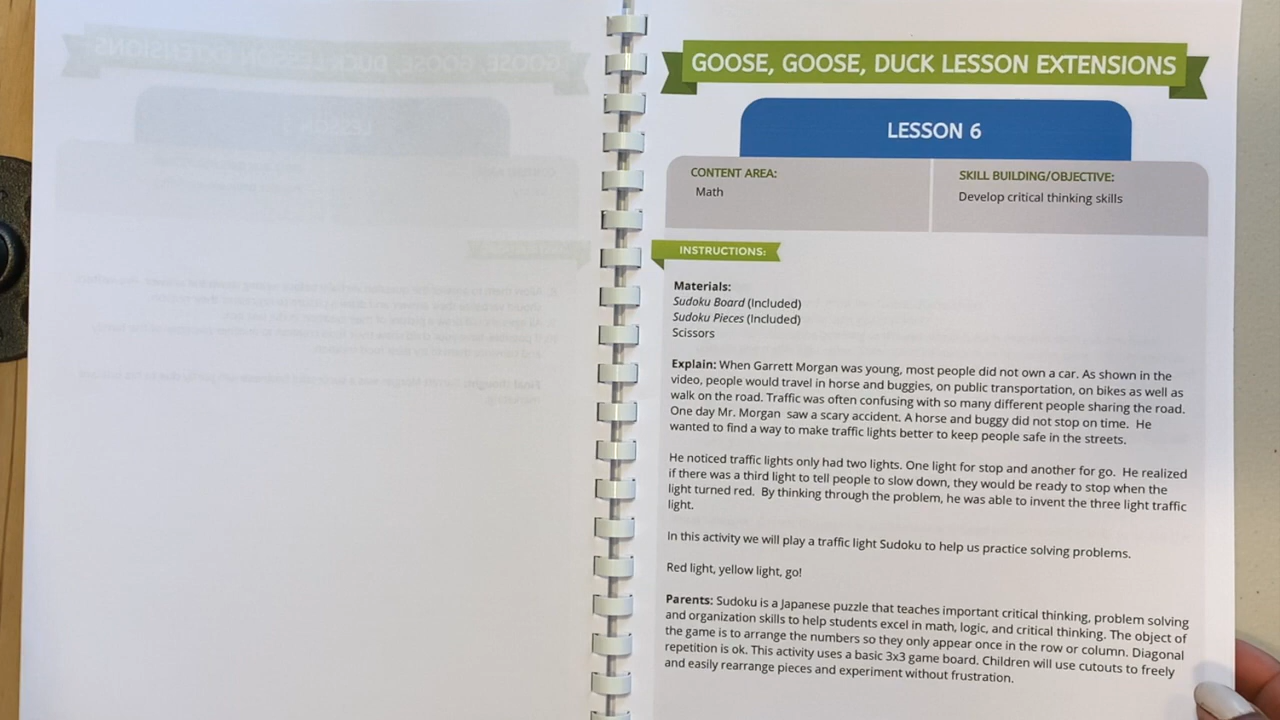 GOOSE, GOOSE, DUCK LESSON EXTENSIONS
LESSON 6
CONTENT AREA:
Math
SKILL BUILDING/OBJECTIVE:
Develop critical thinking skills
INSTRUCTIONS:
Materials:
Sudoku Board (Included)
Sudoku Pieces (Included)
Scissors
Explain: When Garrett Morgan was young, most people did not own a car. As shown in the
video, people would travel in horse and buggies, on public transportation, on bikes as well as
walk on the road. Traffic was often confusing with so many different people sharing the road.
One day Mr. Morgan saw a scary accident. A horse and buggy did not stop on time. He
wanted to find a way to make traffic lights better to keep people safe in the streets.
He noticed traffic lights only had two lights. One light for stop and another for go. He realized
if there was a third light to tell people to slow down, they would be ready to stop when the
light turned red. By thinking through the problem, he was able to invent the three light traffic
light.
In this activity we will play a traffic light Sudoku to help us practice solving problems.
Red light, yellow light, go!
Parents: Sudoku is a Japanese puzzle that teaches important critical thinking, problem solving
and organization skills to help students excel in math, logic, and critical thinking. The object of
the game is to arrange the numbers so they only appear once in the row or column. Diagonal
repetition is ok. This activity uses a basic 3x3 game board. Children will use cutouts to freely
and easily rearrange pieces and experiment without frustration.